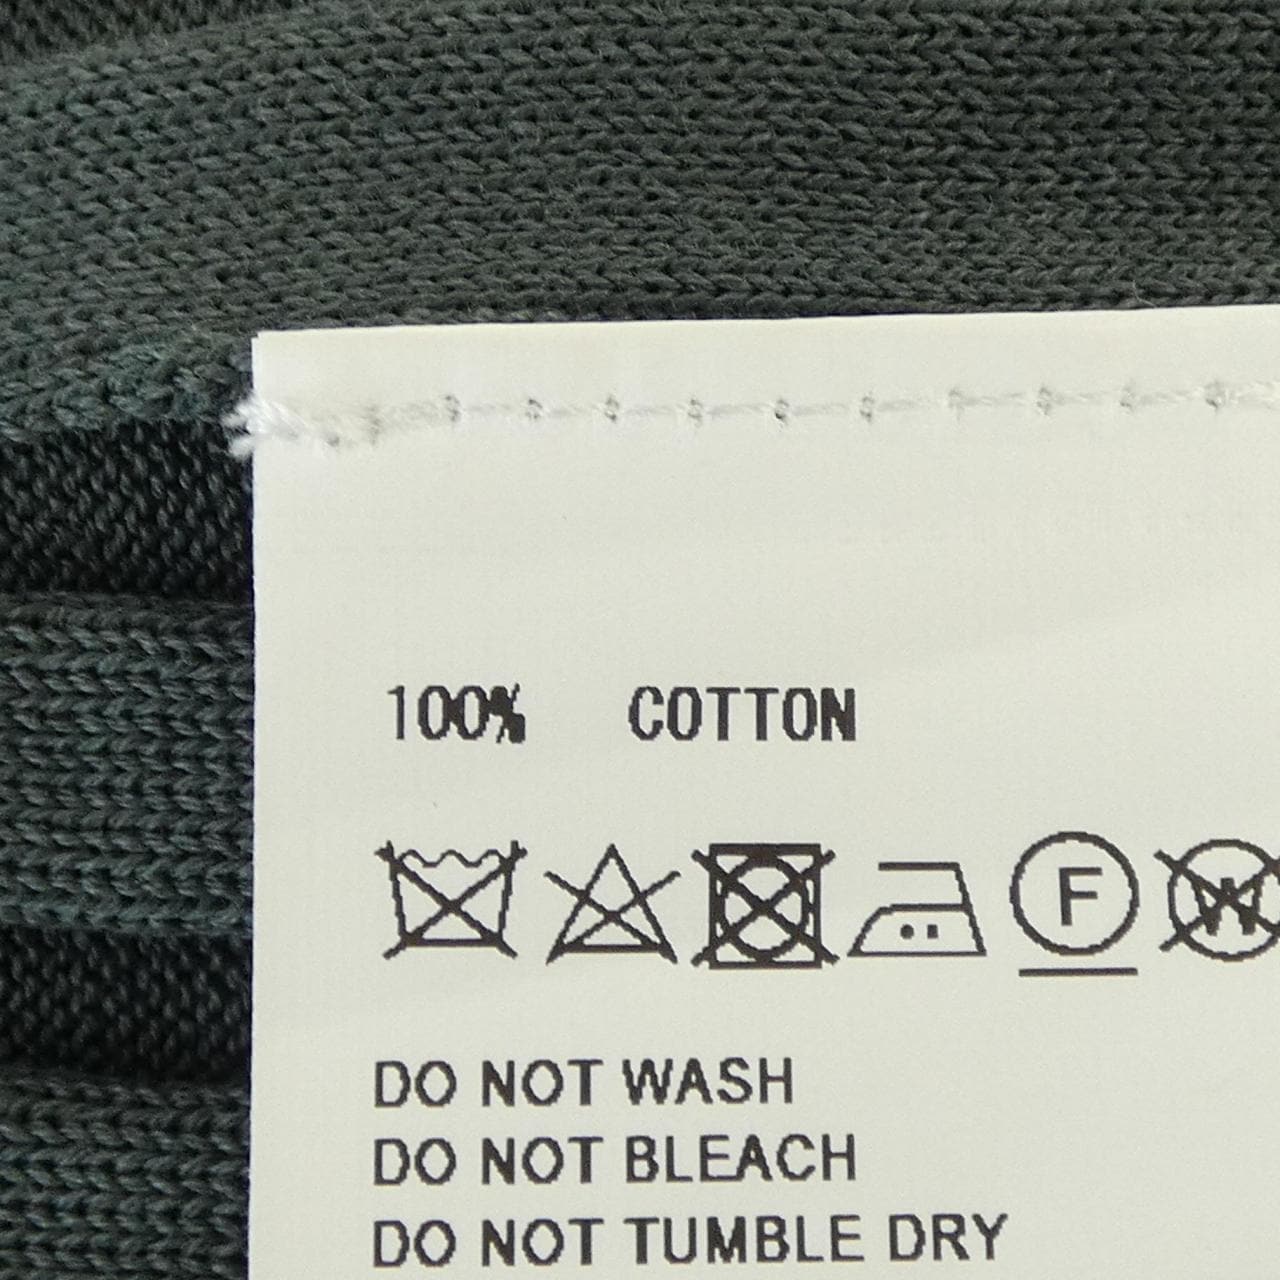 100% COTTON
F W
DO NOT WASH
DO NOT BLEACH
DO NOT TUMBLE DRY